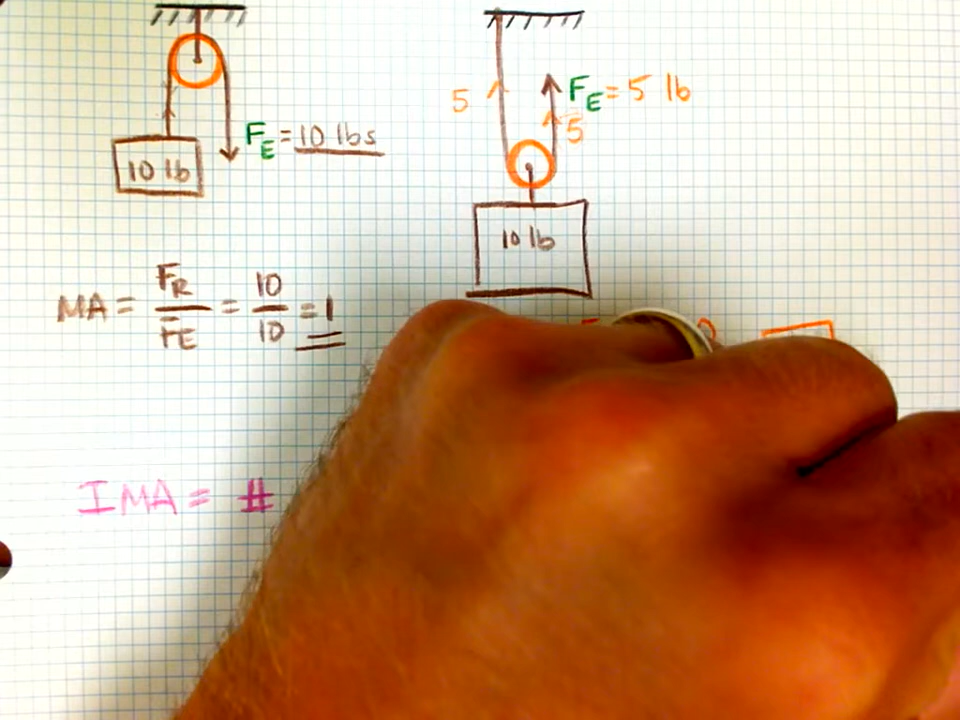 F_E = 10 lbs
10 lb
5
F_E = 5 lb
5
10 lb
MA = F_R / F_E = 10 / 10 = 1
IMA = #